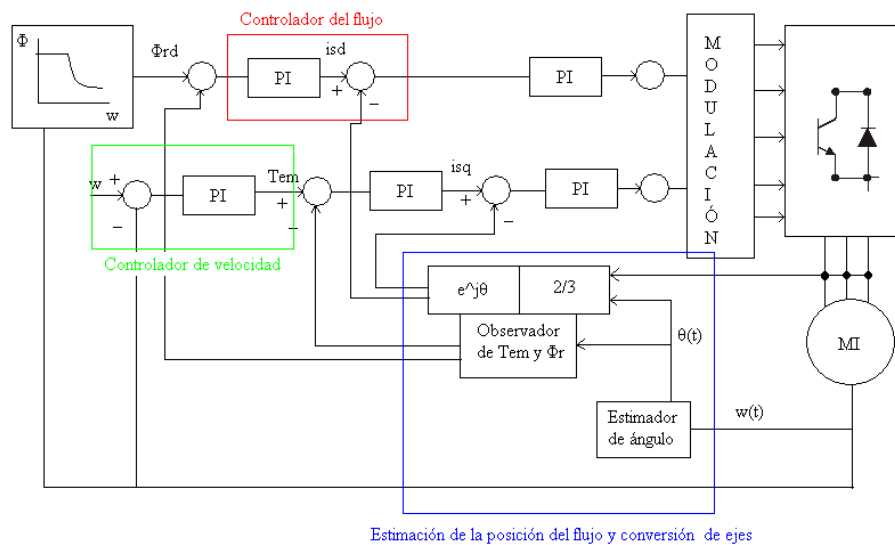 Controlador del flujo
Φ
w
Φrd
PI
isd
+
−
PI
M
O
D
U
L
A
C
I
Ó
N
w
+
−
PI
Tem
+
−
PI
isq
+
−
PI
Controlador de velocidad
e^jθ
2/3
Observador
de Tem y Φr
θ(t)
MI
Estimador
de ángulo
w(t)
Estimación de la posición del flujo y conversión de ejes